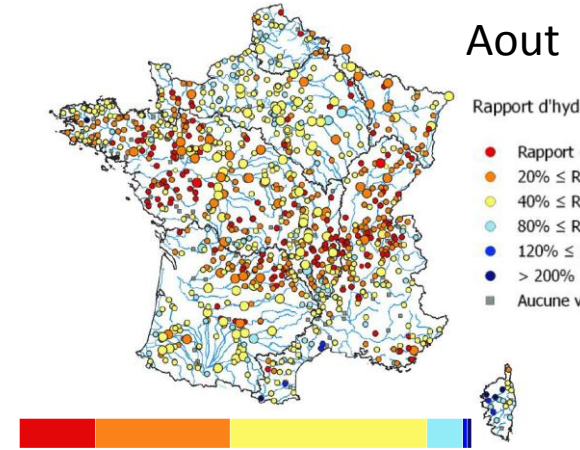 Aout
Rapport d'hyd
Rapport
20% ≤ R
40% ≤ R
80% ≤ R
120% ≤
> 200%
Aucune v